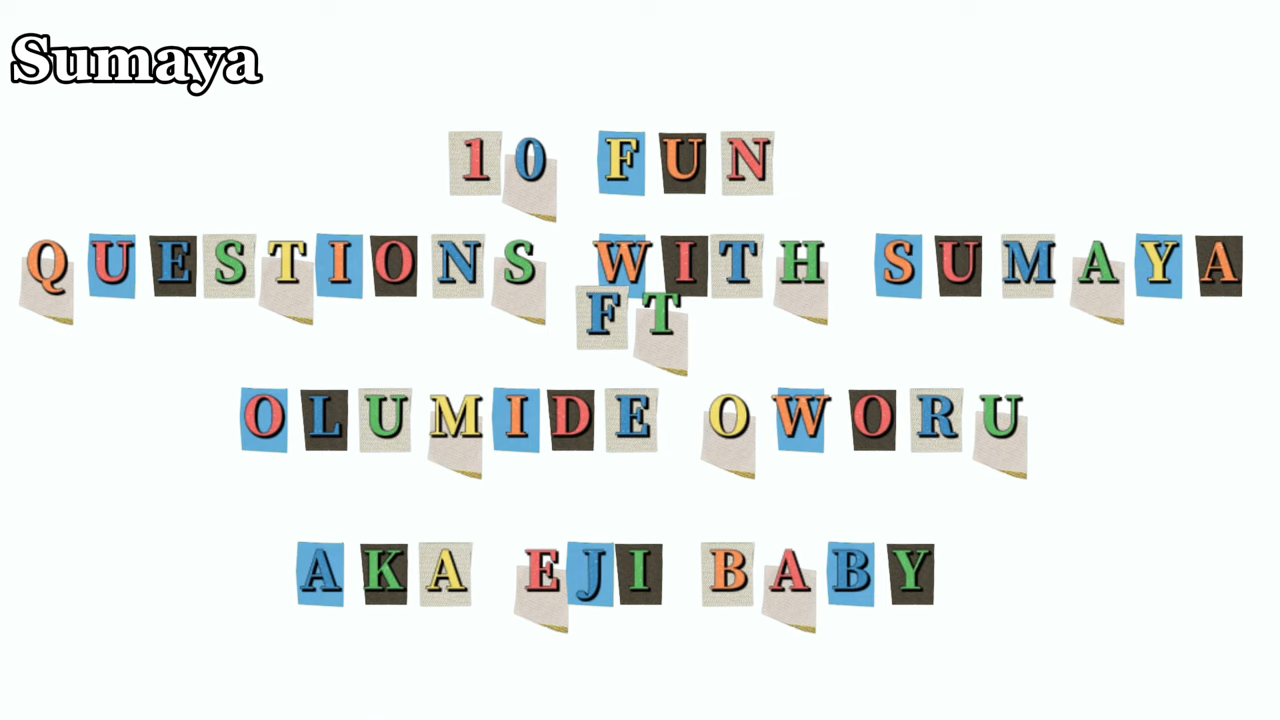 Sumaya
10 FUN
QUESTIONS WITH SUMAYA
FT
OLUMIDE OWORU
AKA EJI BABY